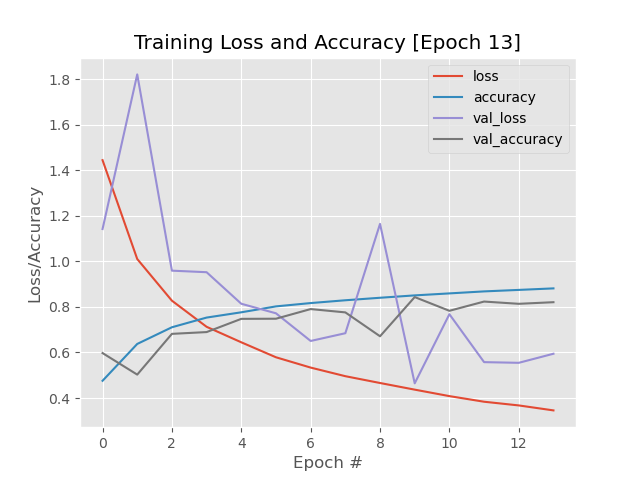 Training Loss and Accuracy [Epoch 13]
loss
accuracy
val_loss
val_accuracy
Loss/Accuracy
1.8
1.6
1.4
1.2
1.0
0.8
0.6
0.4
0 2 4 6 8 10 12
Epoch #